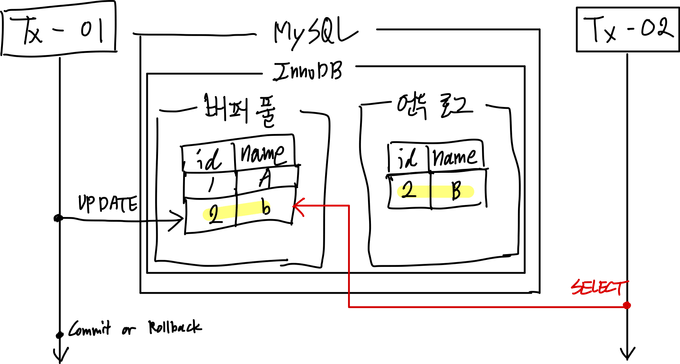 Tx - 01
MySQL
Tx - 02
InnoDB
버퍼 풀
언두 로그
id name
1 A
2 b
id name
2 B
UPDATE
SELECT
Commit or Rollback